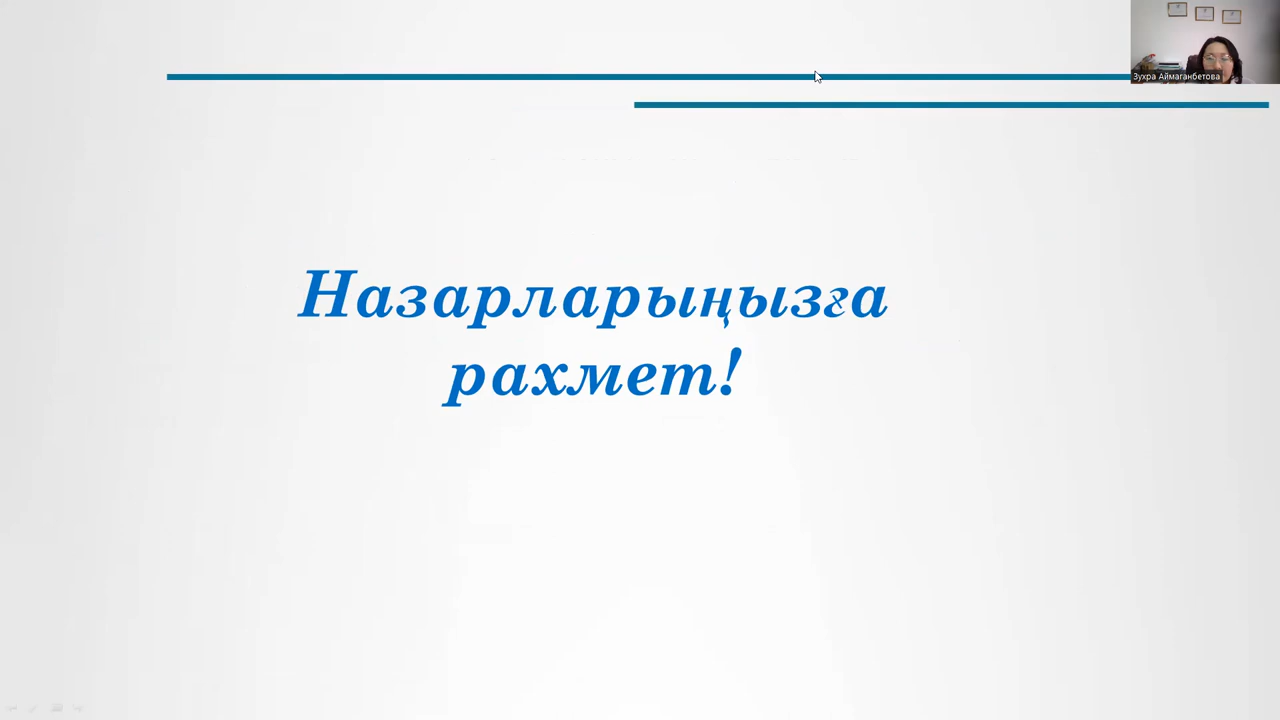 Зухра Аймаганбетова
Назарларыңызға
рахмет!